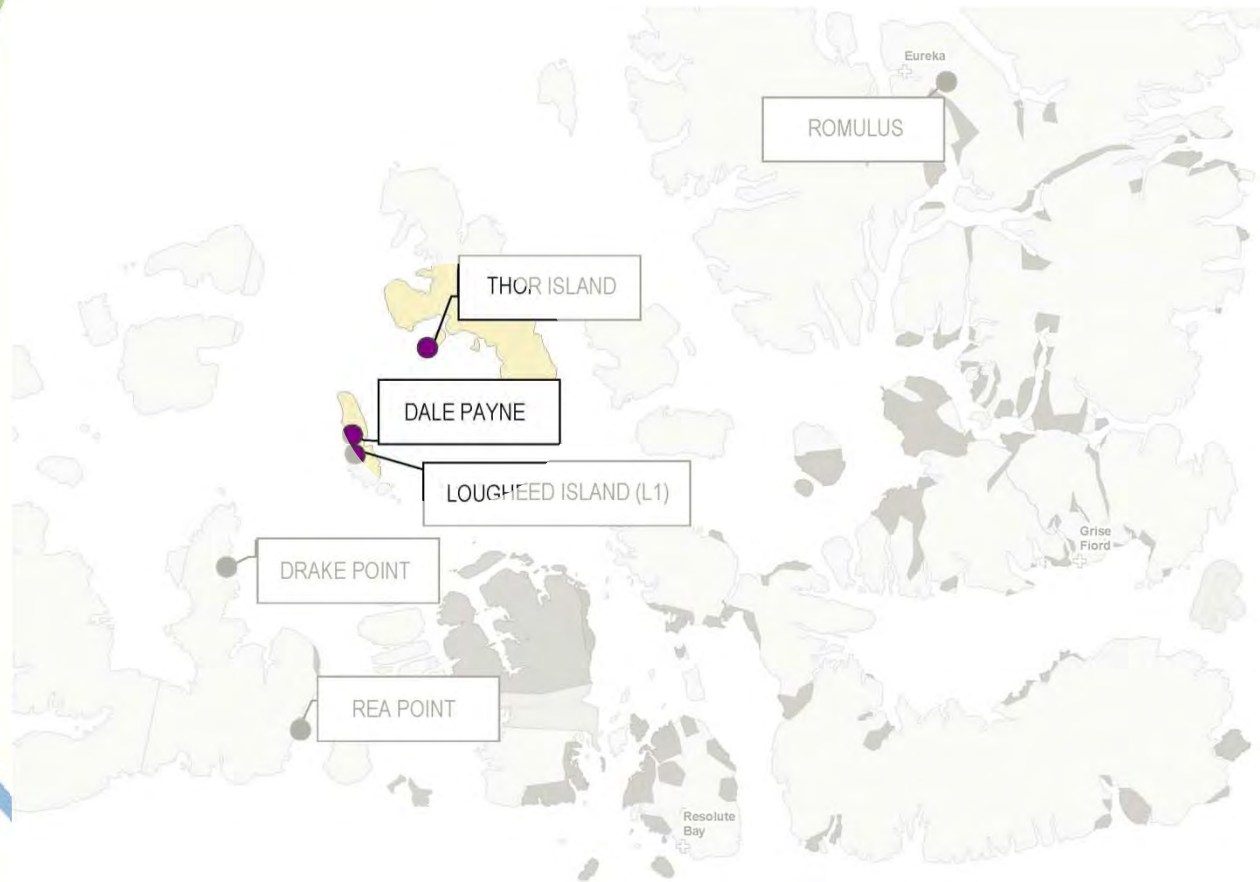 Eureka
ROMULUS
THOR ISLAND
DALE PAYNE
LOUGHEED ISLAND (L1)
Grise
Fiord
DRAKE POINT
REA POINT
Resolute
Bay